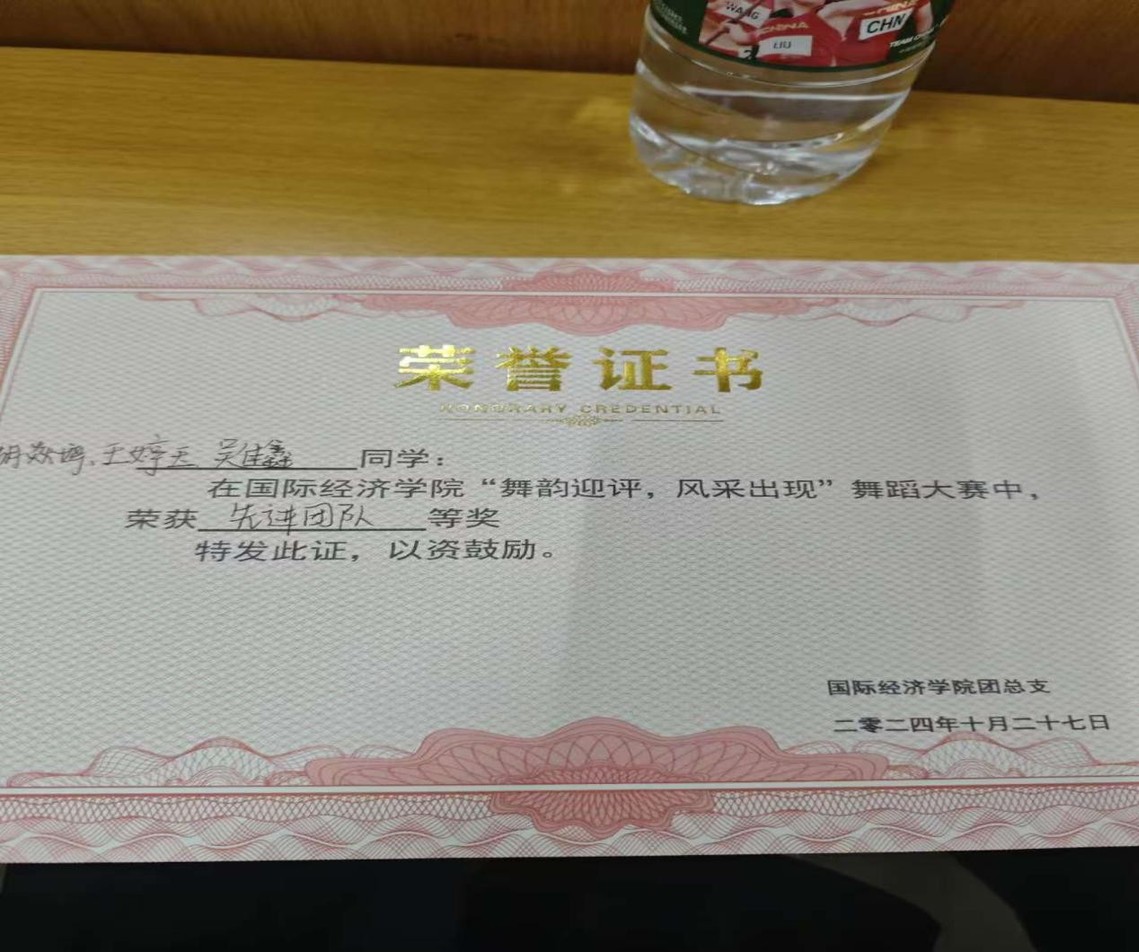 WANG
CHINA
LIU
CHINA
CHN
荣誉证书
HONORARY CREDENTIAL
王婷玉 吴佳鑫 同学：
在国际经济学院“舞韵迎评，风采出现”舞蹈大赛中，
荣获 先进团队 等奖
特发此证，以资鼓励。
国际经济学院团总支
二零二四年十月二十七日